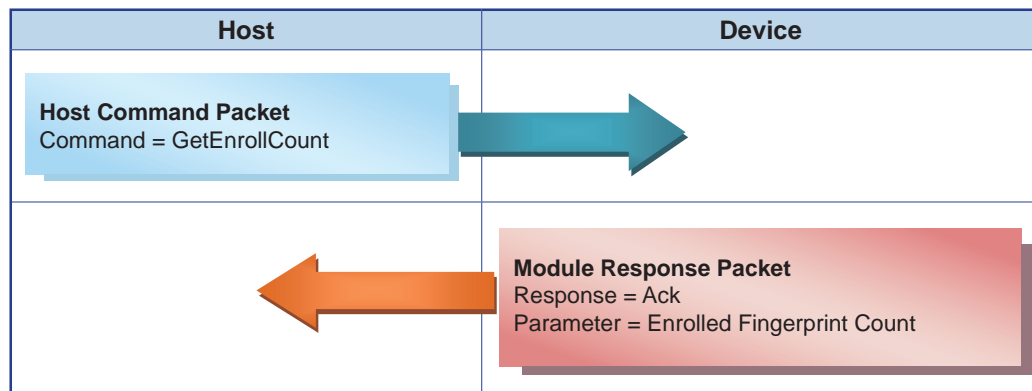 Host
Device
Host Command Packet
Command = GetEnrollCount
Module Response Packet
Response = Ack
Parameter = Enrolled Fingerprint Count